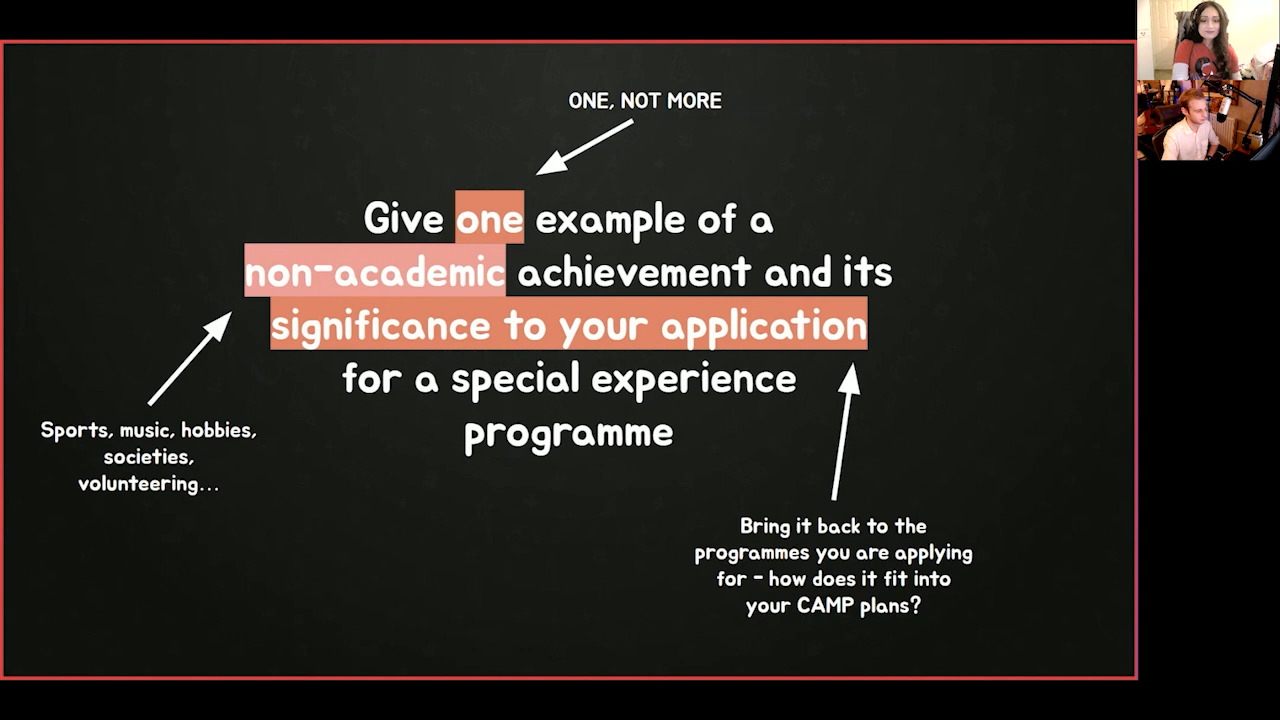 ONE, NOT MORE
Give one example of a
non-academic achievement and its
significance to your application
for a special experience
programme
Sports, music, hobbies,
societies,
volunteering...
Bring it back to the
programmes you are applying
for - how does it fit into
your CAMP plans?